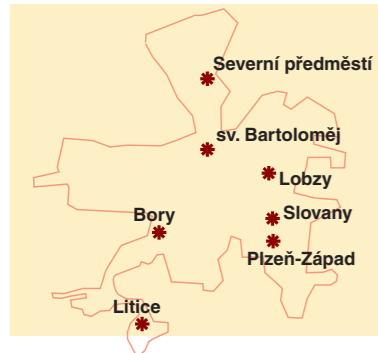 Severní předměstí
sv. Bartoloměj
Lobzy
Bory
Slovany
Plzeň-Západ
Litice